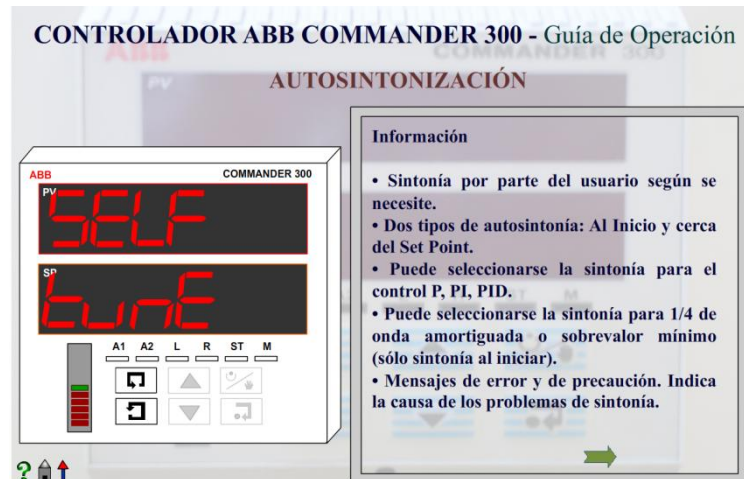 CONTROLADOR ABB COMMANDER 300 - Guía de Operación
AUTOSINTONIZACIÓN
ABB
COMMANDER 300
PV
SELF
SP
tunE
A1 A2 L R ST M
Información
• Sintonía por parte del usuario según se
necesite.
• Dos tipos de autosintonía: Al Inicio y cerca
del Set Point.
• Puede seleccionarse la sintonía para el
control P, PI, PID.
• Puede seleccionarse la sintonía para 1/4 de
onda amortiguada o sobrevalor mínimo
(sólo sintonía al iniciar).
• Mensajes de error y de precaución. Indica
la causa de los problemas de sintonía.
?